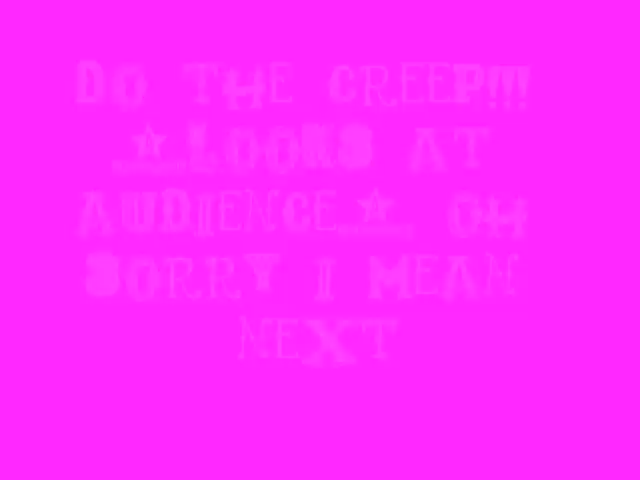 DO THE CREEP!!!
...☆LOOKS AT
AUDIENCE...☆ OH
SORRY I MEAN
NEXT